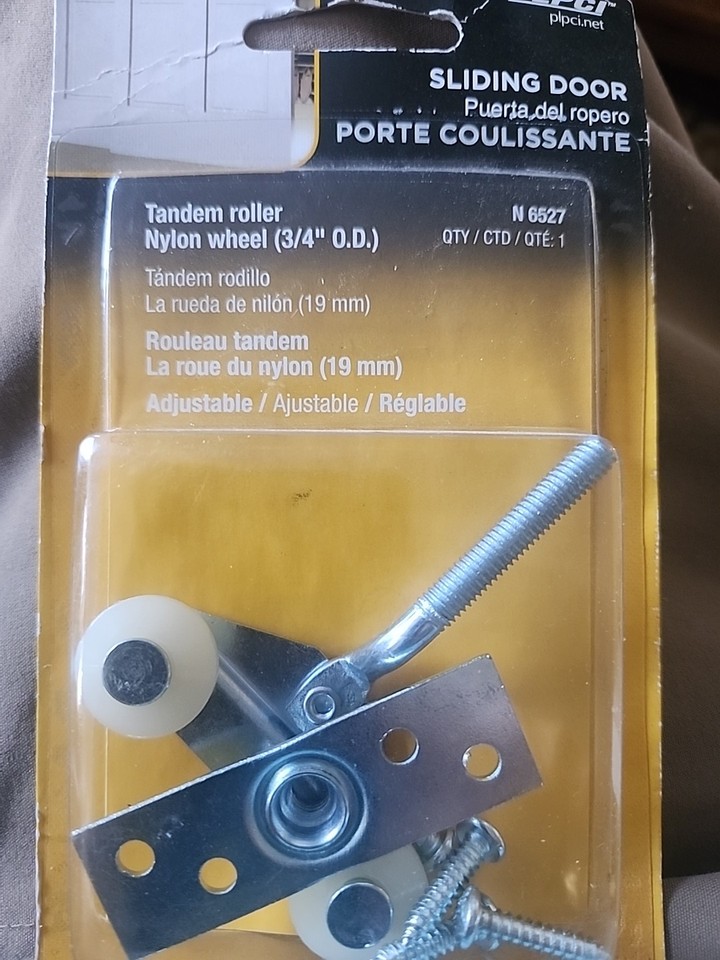 plpci.net
SLIDING DOOR
Puerta del ropero
PORTE COULISSANTE
Tandem roller
Nylon wheel (3/4" O.D.)
N 6527
QTY / CTD / QTÉ: 1
Tándem rodillo
La rueda de nilón (19 mm)
Rouleau tandem
La roue du nylon (19 mm)
Adjustable / Ajustable / Réglable